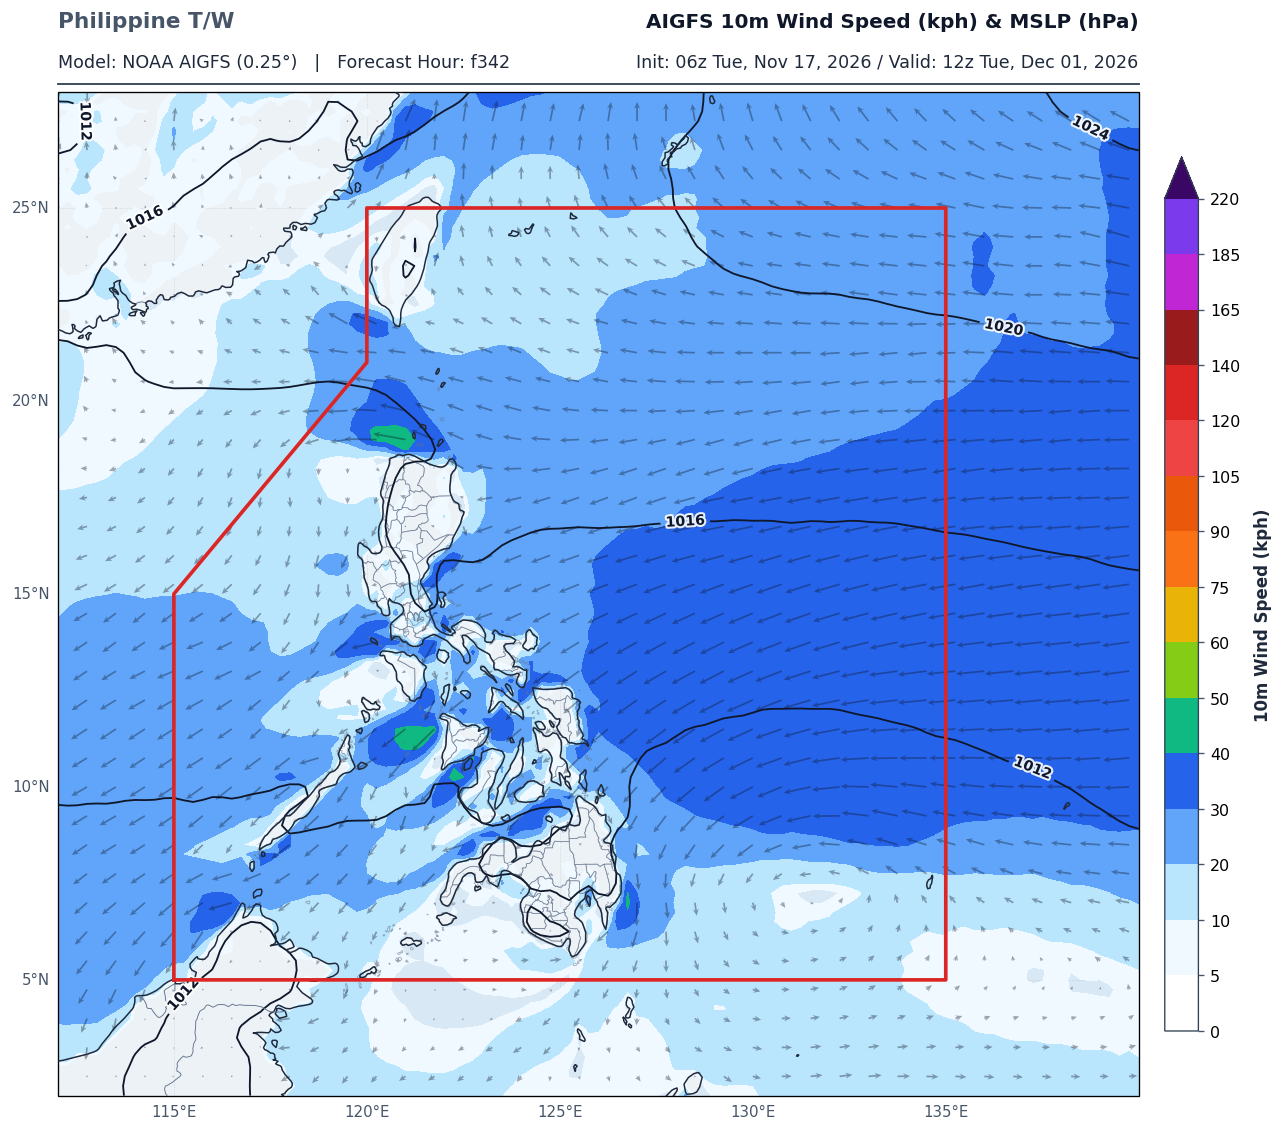 Philippine T/W
AIGFS 10m Wind Speed (kph) & MSLP (hPa)
Model: NOAA AIGFS (0.25°)   |   Forecast Hour: f342
Init: 06z Tue, Nov 17, 2026 / Valid: 12z Tue, Dec 01, 2026
1012
1024
1016
25°N
1020
20°N
1016
15°N
1012
10°N
1012
5°N
115°E
120°E
125°E
130°E
135°E
220
185
165
140
120
105
90
75
60
50
40
30
20
10
5
0
10m Wind Speed (kph)